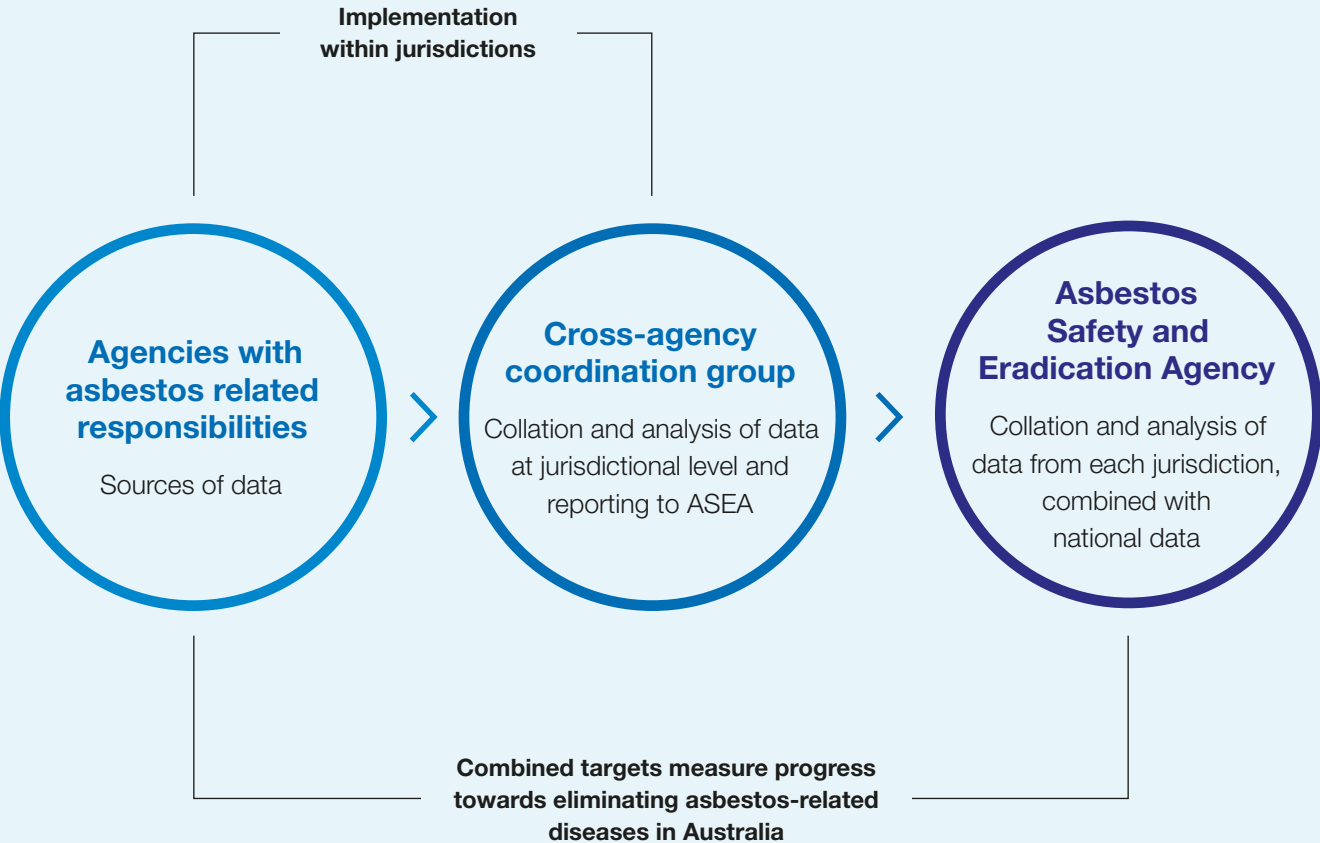 Implementation
within jurisdictions
Agencies with
asbestos related
responsibilities
Sources of data
Cross-agency
coordination group
Collation and analysis of data
at jurisdictional level and
reporting to ASEA
Asbestos
Safety and
Eradication Agency
Collation and analysis of
data from each jurisdiction,
combined with
national data
Combined targets measure progress
towards eliminating asbestos-related
diseases in Australia